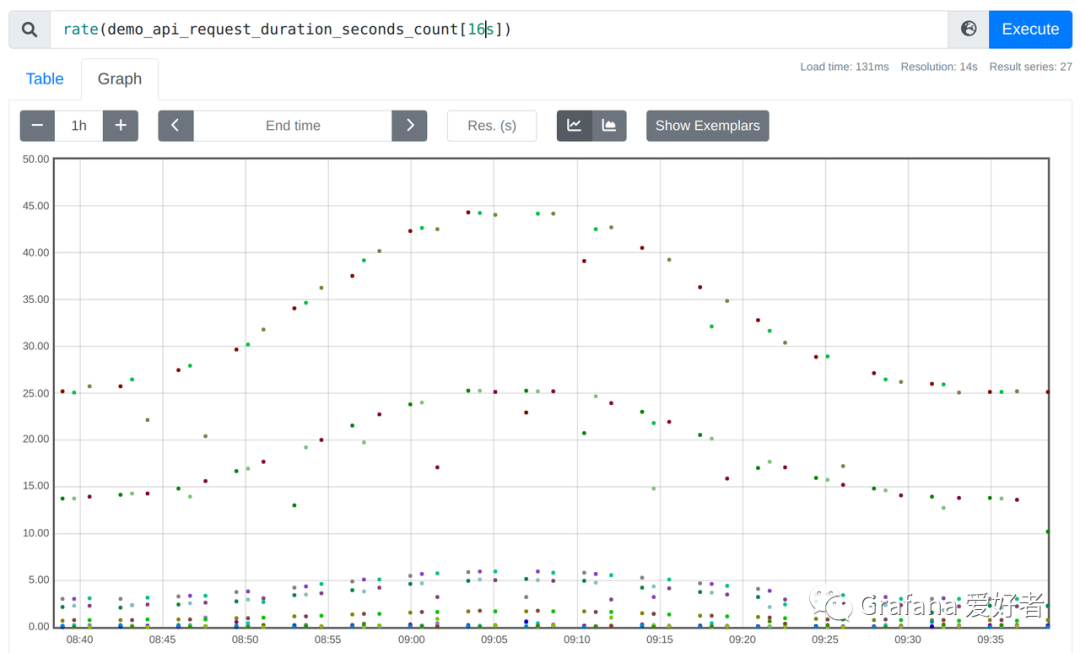 rate(demo_api_request_duration_seconds_count[16s])
Execute
Table
Graph
Load time: 131ms Resolution: 14s Result series: 27
1h
End time
Res. (s)
Show Exemplars
50.00
45.00
40.00
35.00
30.00
25.00
20.00
15.00
10.00
5.00
0.00
08:40 08:45 08:50 08:55 09:00 09:05 09:10 09:15 09:20 09:25 09:30 09:35
Grafana 爱好者